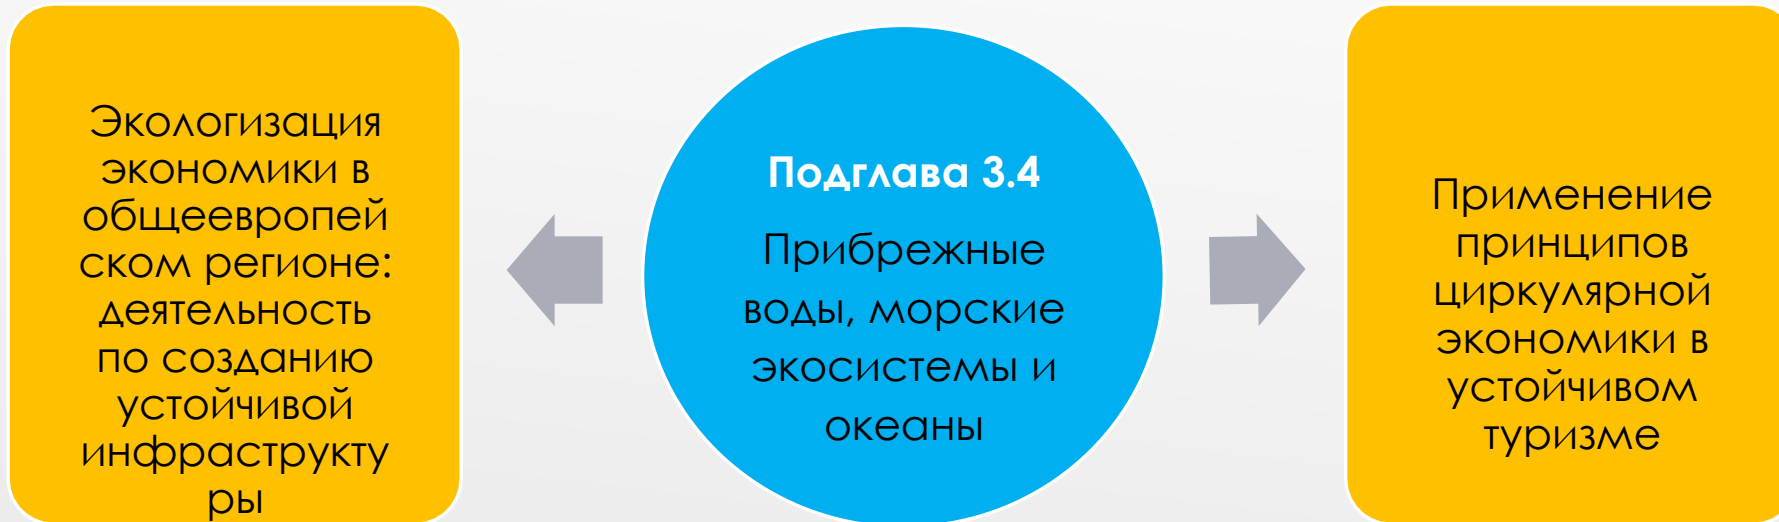 Экологизация
экономики в
общеевропей
ском регионе:
деятельность
по созданию
устойчивой
инфраструкту
ры
Подглава 3.4
Прибрежные
воды, морские
экосистемы и
океаны
Применение
принципов
циркулярной
экономики в
устойчивом
туризме